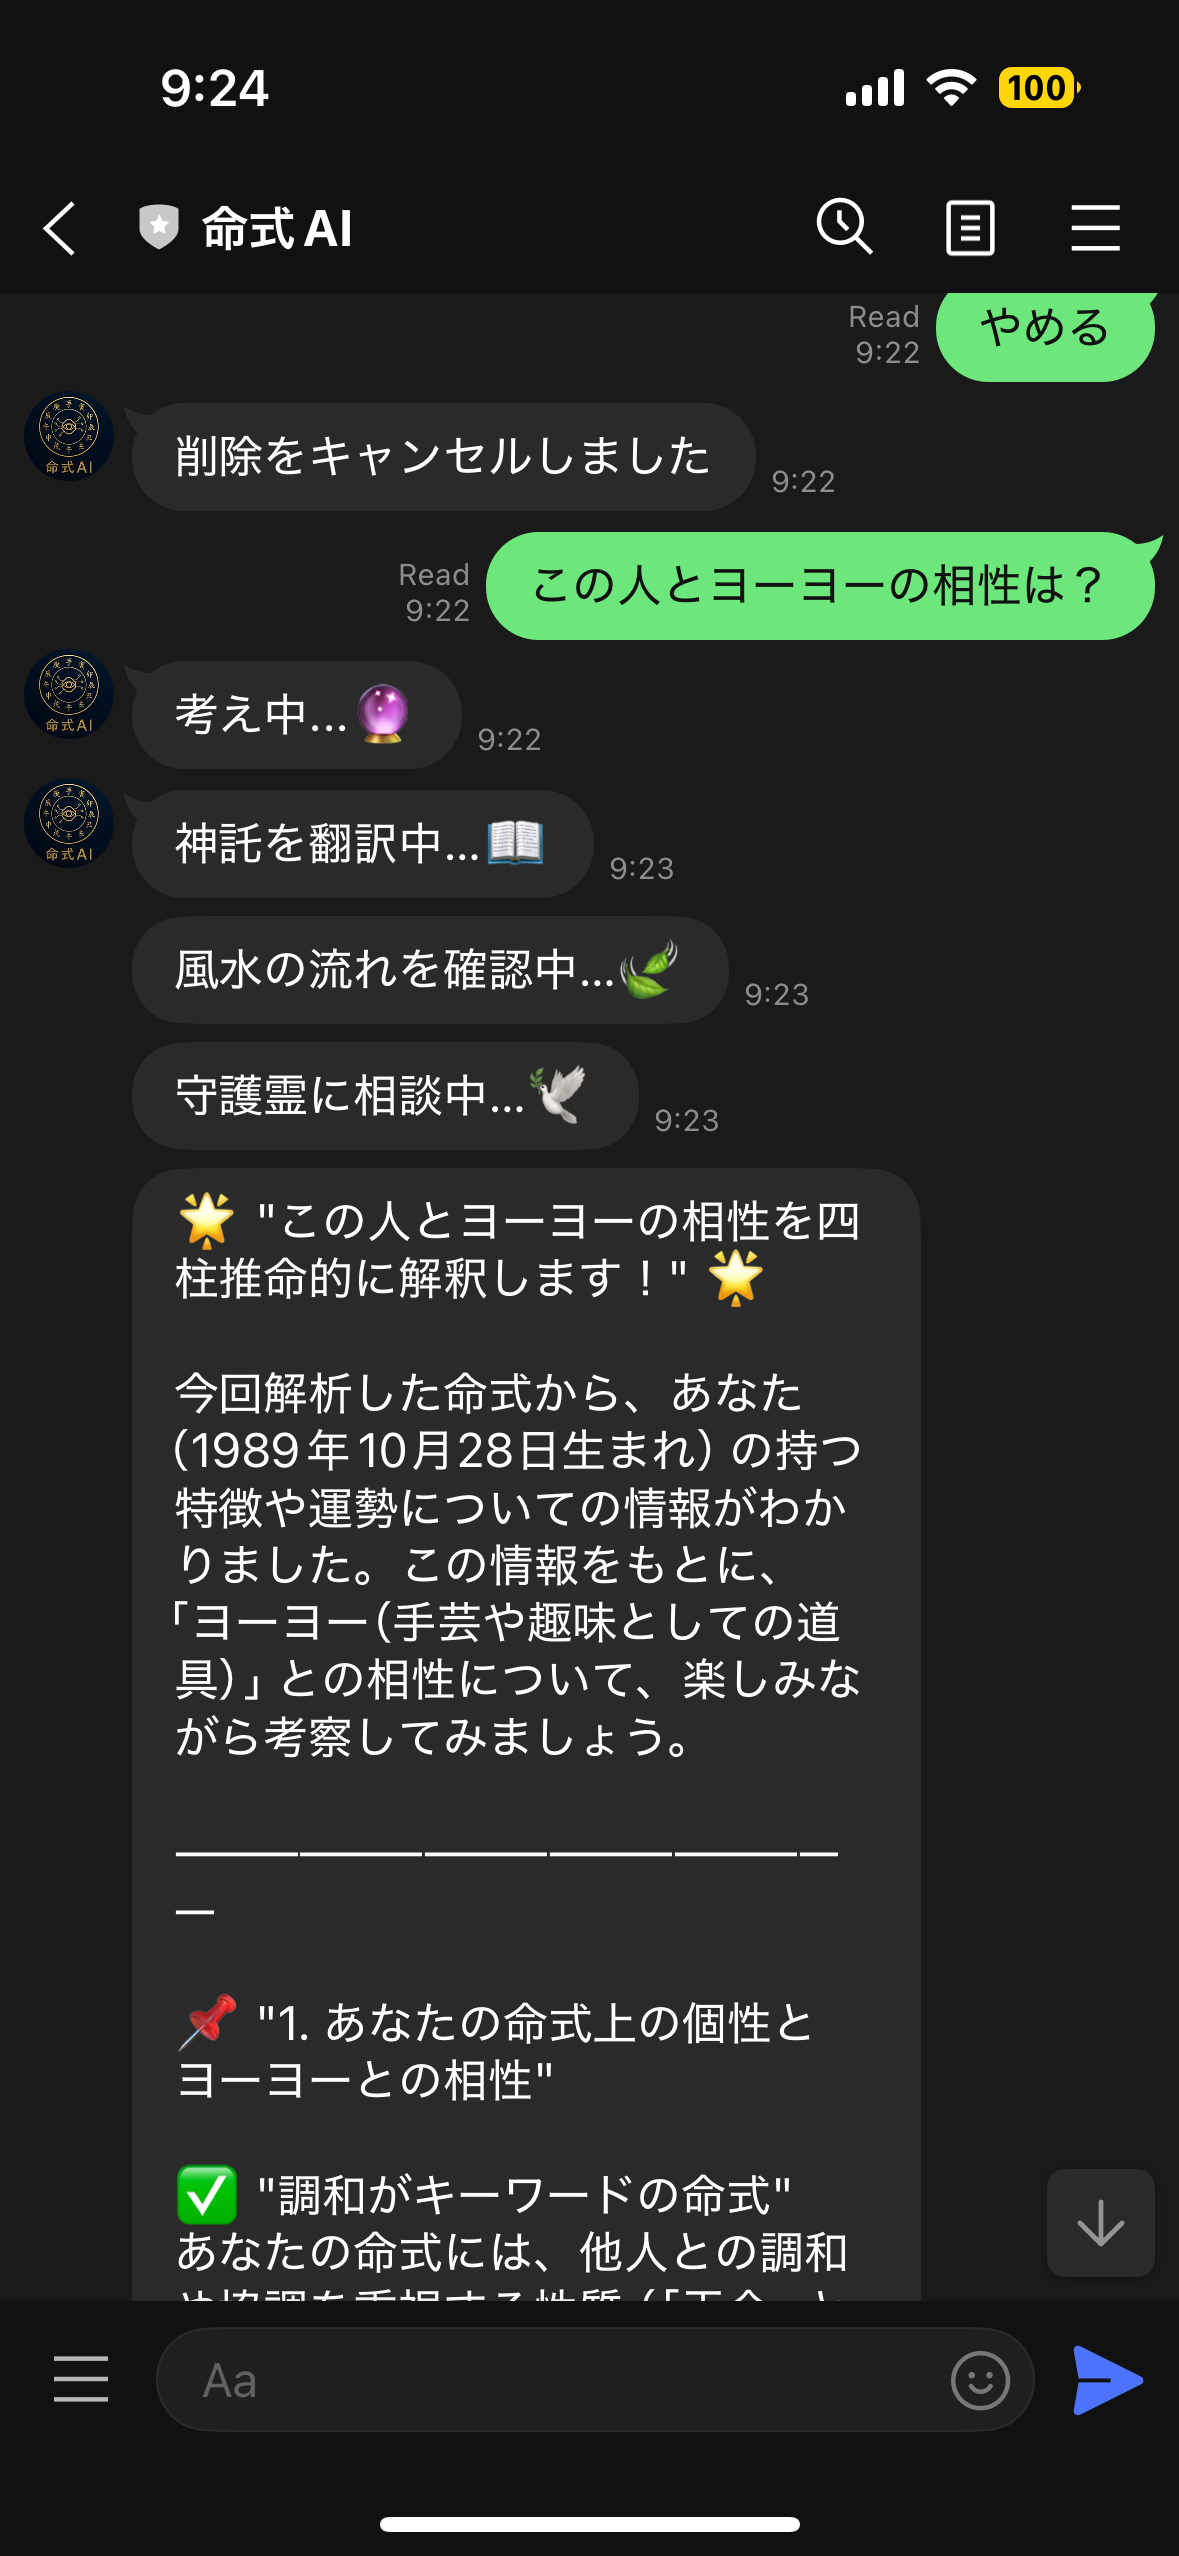 9:24
100
命式 AI
Read
9:22
やめる
命式AI
削除をキャンセルしました
9:22
Read
9:22
この人とヨーヨーの相性は？
命式AI
考え中...
9:22
命式AI
神託を翻訳中...
9:23
風水の流れを確認中...
9:23
守護霊に相談中...
9:23
"この人とヨーヨーの相性を四
柱推命的に解釈します！"
今回解析した命式から、あなた
（1989年10月28日生まれ）の持つ
特徴や運勢についての情報がわか
りました。この情報をもとに、
「ヨーヨー（手芸や趣味としての道
具）」との相性について、楽しみな
がら考察してみましょう。
"1. あなたの命式上の個性と
ヨーヨーとの相性"
"調和がキーワードの命式"
あなたの命式には、他人との調和
Aa